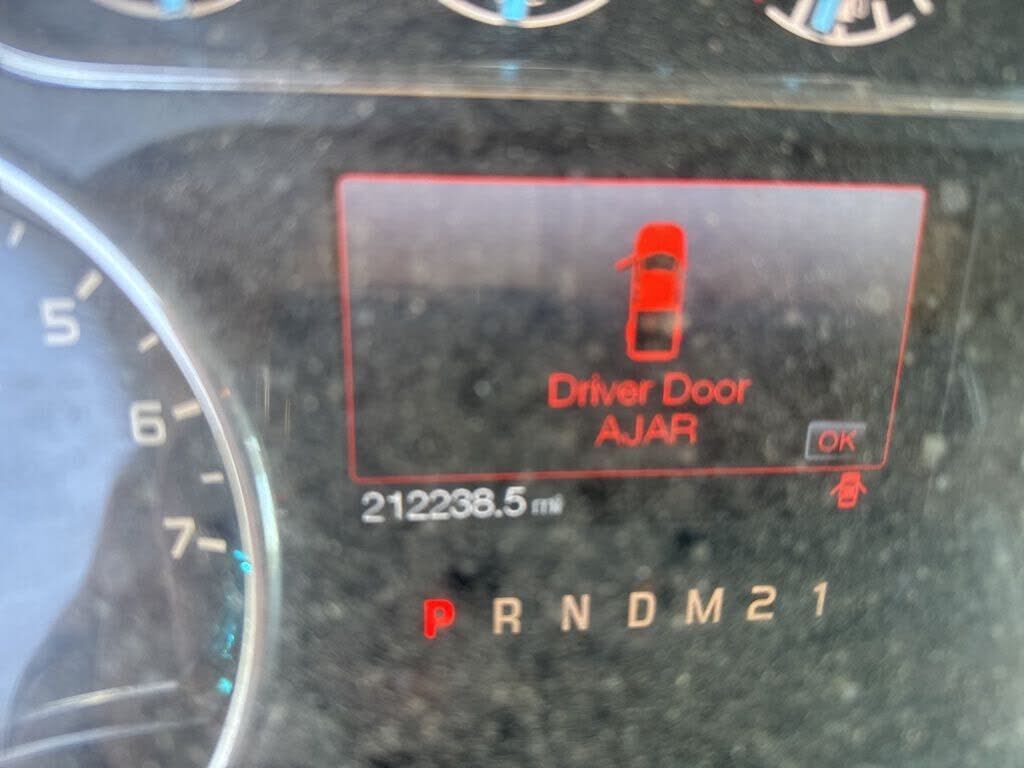 5
6
7
Driver Door
AJAR
OK
212238.5 mi
P R N D M 2 1